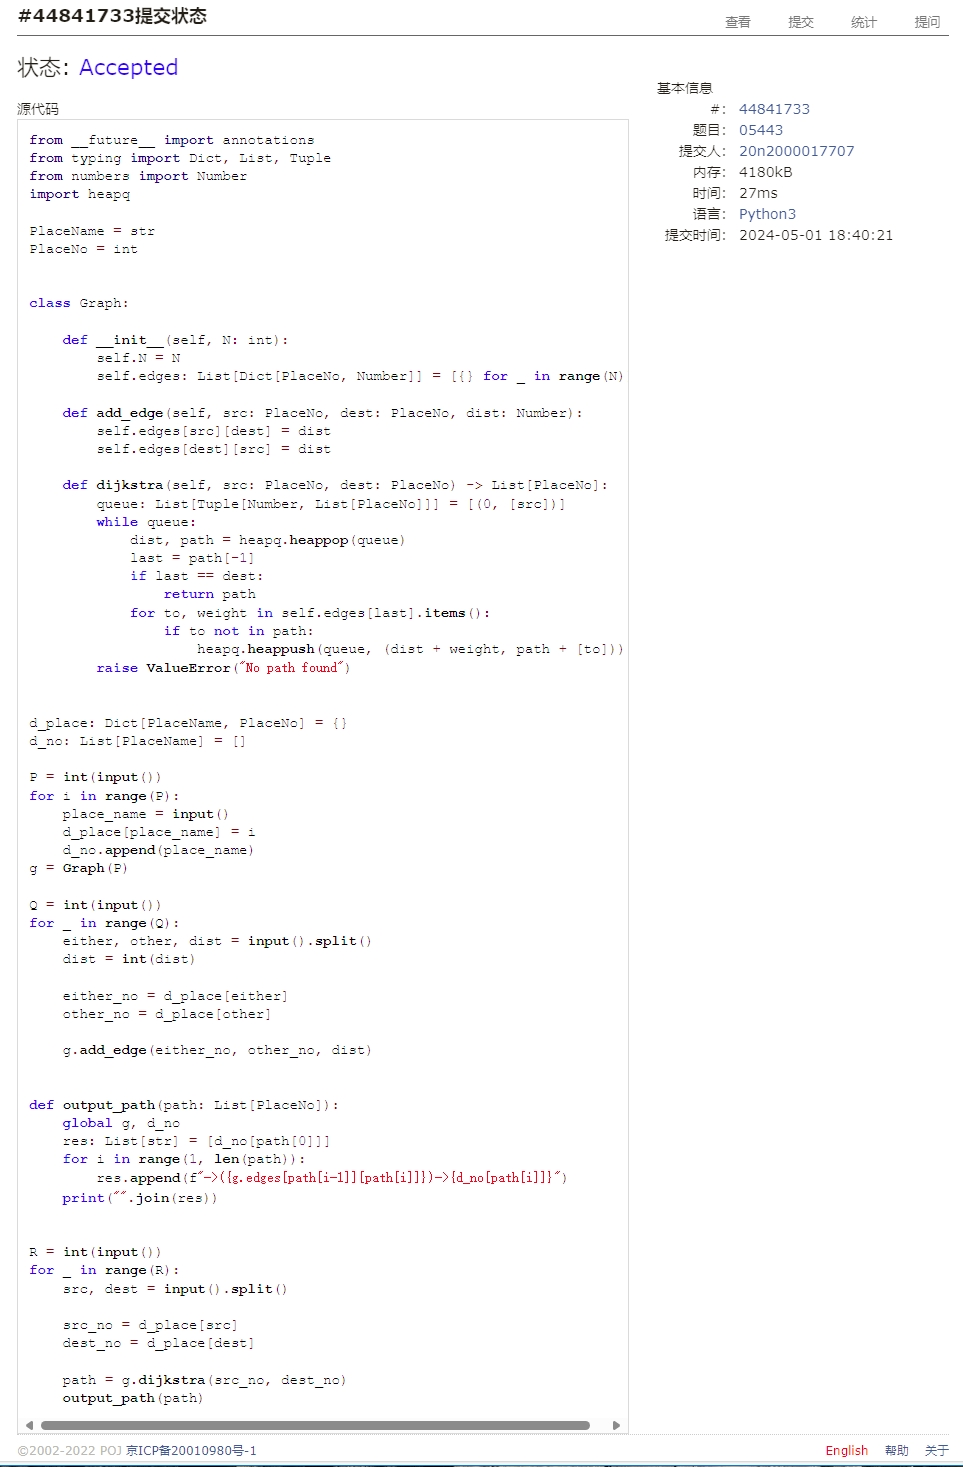 #44841733提交状态
查看 提交 统计 提问
状态: Accepted
源代码
from __future__ import annotations
from typing import Dict, List, Tuple
from numbers import Number
import heapq

PlaceName = str
PlaceNo = int


class Graph:

    def __init__(self, N: int):
        self.N = N
        self.edges: List[Dict[PlaceNo, Number]] = [{} for _ in range(N)

    def add_edge(self, src: PlaceNo, dest: PlaceNo, dist: Number):
        self.edges[src][dest] = dist
        self.edges[dest][src] = dist

    def dijkstra(self, src: PlaceNo, dest: PlaceNo) -> List[PlaceNo]:
        queue: List[Tuple[Number, List[PlaceNo]]] = [(0, [src])]
        while queue:
            dist, path = heapq.heappop(queue)
            last = path[-1]
            if last == dest:
                return path
            for to, weight in self.edges[last].items():
                if to not in path:
                    heapq.heappush(queue, (dist + weight, path + [to]))
        raise ValueError("No path found")


d_place: Dict[PlaceName, PlaceNo] = {}
d_no: List[PlaceName] = []

P = int(input())
for i in range(P):
    place_name = input()
    d_place[place_name] = i
    d_no.append(place_name)
g = Graph(P)

Q = int(input())
for _ in range(Q):
    either, other, dist = input().split()
    dist = int(dist)

    either_no = d_place[either]
    other_no = d_place[other]

    g.add_edge(either_no, other_no, dist)


def output_path(path: List[PlaceNo]):
    global g, d_no
    res: List[str] = [d_no[path[0]]]
    for i in range(1, len(path)):
        res.append(f"->({g.edges[path[i-1]][path[i]]})->{d_no[path[i]]}")
    print("".join(res))


R = int(input())
for _ in range(R):
    src, dest = input().split()

    src_no = d_place[src]
    dest_no = d_place[dest]

    path = g.dijkstra(src_no, dest_no)
    output_path(path)
基本信息
#: 44841733
题目: 05443
提交人: 20n2000017707
内存: 4180kB
时间: 27ms
语言: Python3
提交时间: 2024-05-01 18:40:21
©2002-2022 POJ 京ICP备20010980号-1
English 帮助 关于